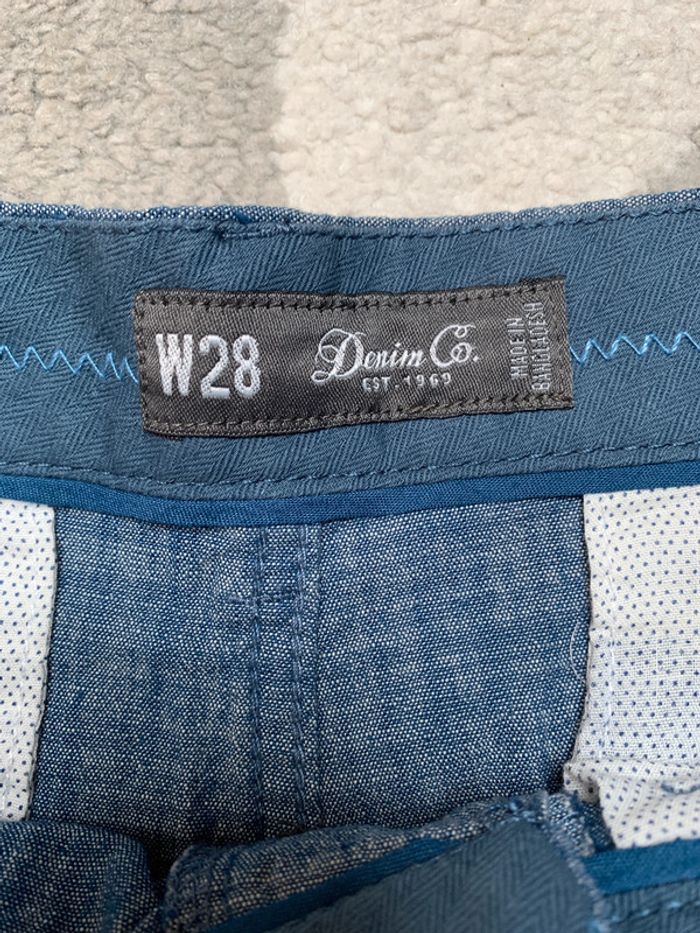 W28
Denim Co.
EST. 1969
MADE IN
BANGLADESH